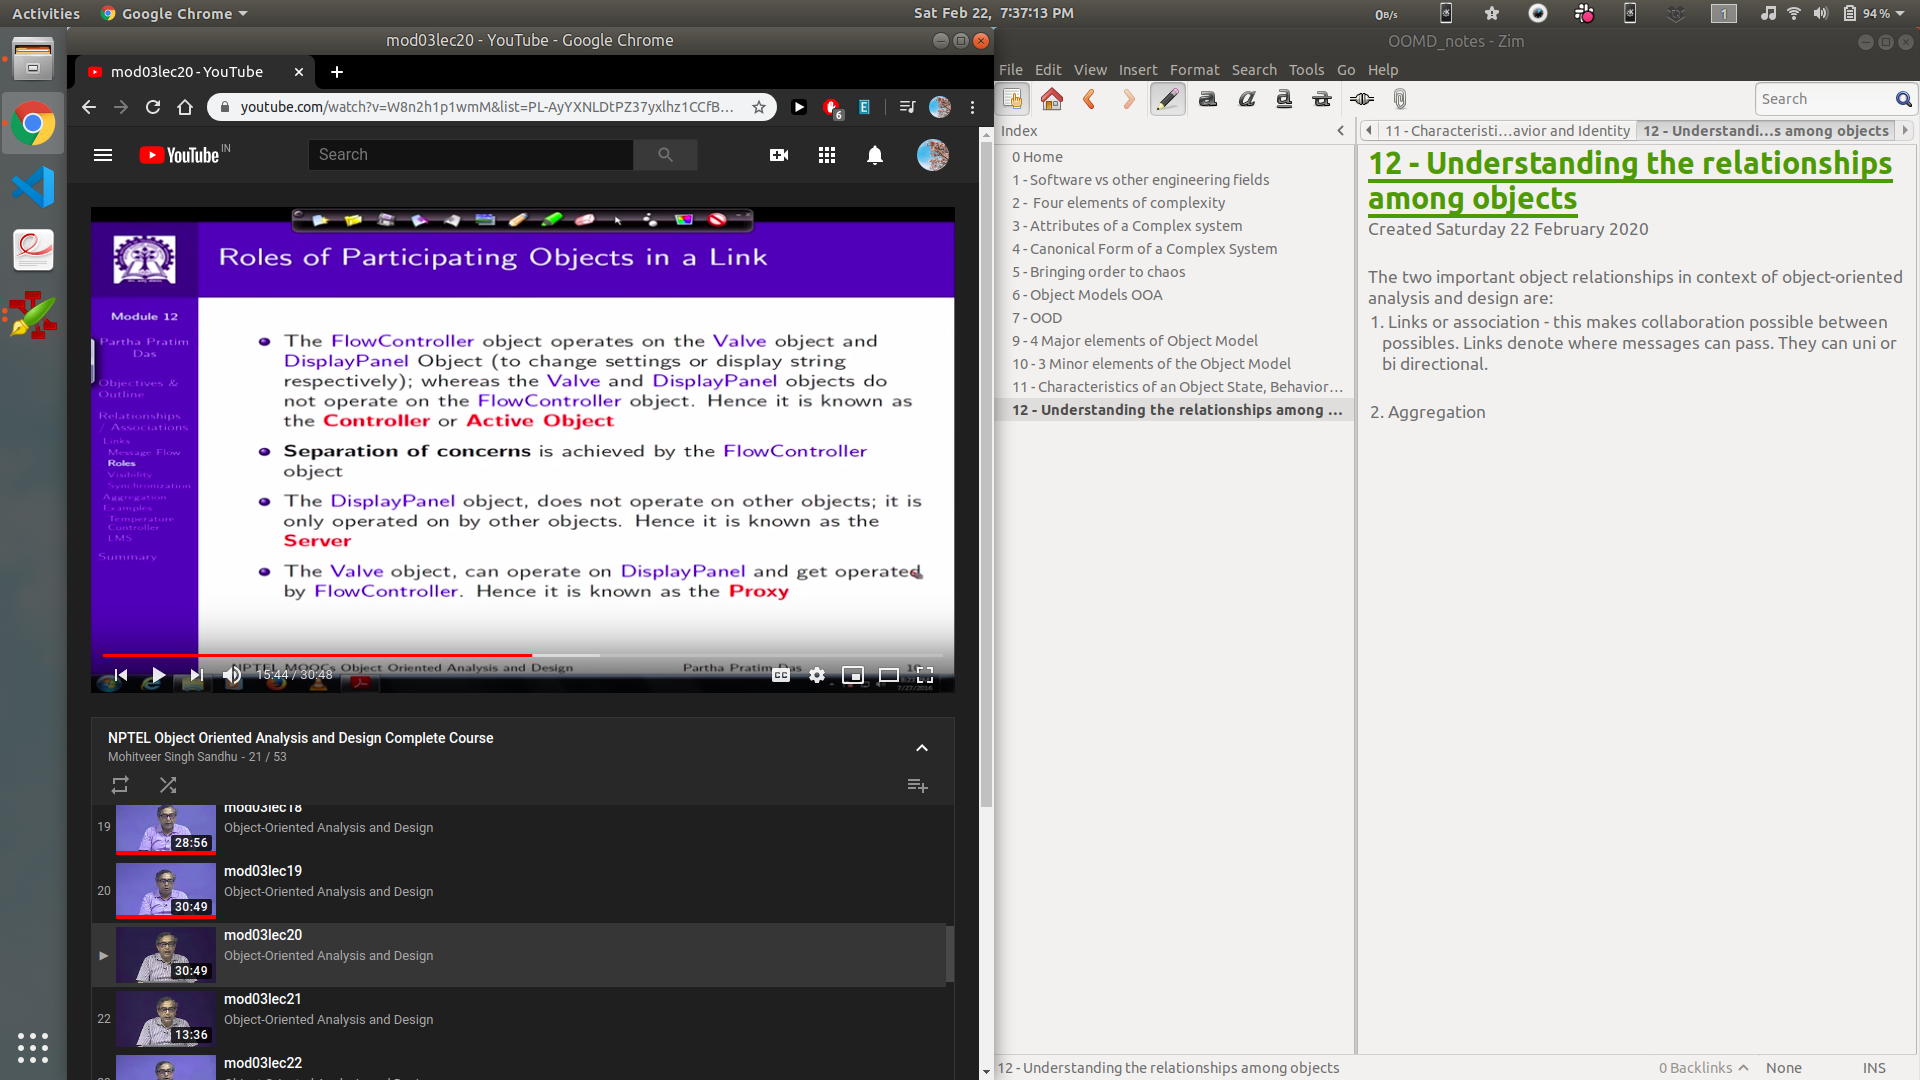 Activities
Google Chrome
Sat Feb 22, 7:37:13 PM
0B/s
1
94 %
mod03lec20 - YouTube - Google Chrome
mod03lec20 - YouTube
youtube.com/watch?v=W8n2h1p1wmM&list=PL-AyYXNLDtPZ37yxlhz1CCfB...
6
E
YouTube IN
Search
Roles of Participating Objects in a Link
Module 12
Partha Pratim
Das
Objectives &
Outline
Relationships
/ Associations
Links
Message Flow
Roles
Visibility
Synchronization
Aggregation
Examples
Temperature
Controller
LMS
Summary
The FlowController object operates on the Valve object and
DisplayPanel Object (to change settings or display string
respectively); whereas the Valve and DisplayPanel objects do
not operate on the FlowController object. Hence it is known as
the Controller or Active Object
Separation of concerns is achieved by the FlowController
object
The DisplayPanel object, does not operate on other objects; it is
only operated on by other objects. Hence it is known as the
Server
The Valve object, can operate on DisplayPanel and get operated
by FlowController. Hence it is known as the Proxy
NPTEL MOOCs Object Oriented Analysis and Design
Partha Pratim Das
10
15:44 / 30:48
CC
7/27/2016
NPTEL Object Oriented Analysis and Design Complete Course
Mohitveer Singh Sandhu - 21 / 53
mod03lec18
19
Object-Oriented Analysis and Design
28:56
mod03lec19
20
Object-Oriented Analysis and Design
30:49
mod03lec20
Object-Oriented Analysis and Design
30:49
mod03lec21
22
Object-Oriented Analysis and Design
13:36
mod03lec22
OOMD_notes - Zim
File Edit View Insert Format Search Tools Go Help
a a a a
Search
Index
11 - Characteristi...avior and Identity
12 - Understandi...s among objects
0 Home
1 - Software vs other engineering fields
2 - Four elements of complexity
3 - Attributes of a Complex system
4 - Canonical Form of a Complex System
5 - Bringing order to chaos
6 - Object Models OOA
7 - OOD
9 - 4 Major elements of Object Model
10 - 3 Minor elements of the Object Model
11 - Characteristics of an Object State, Behavior...
12 - Understanding the relationships among ...
12 - Understanding the relationships
among objects
Created Saturday 22 February 2020
The two important object relationships in context of object-oriented
analysis and design are:
1. Links or association - this makes collaboration possible between
possibles. Links denote where messages can pass. They can uni or
bi directional.
2. Aggregation
12 - Understanding the relationships among objects
0 Backlinks
None
INS